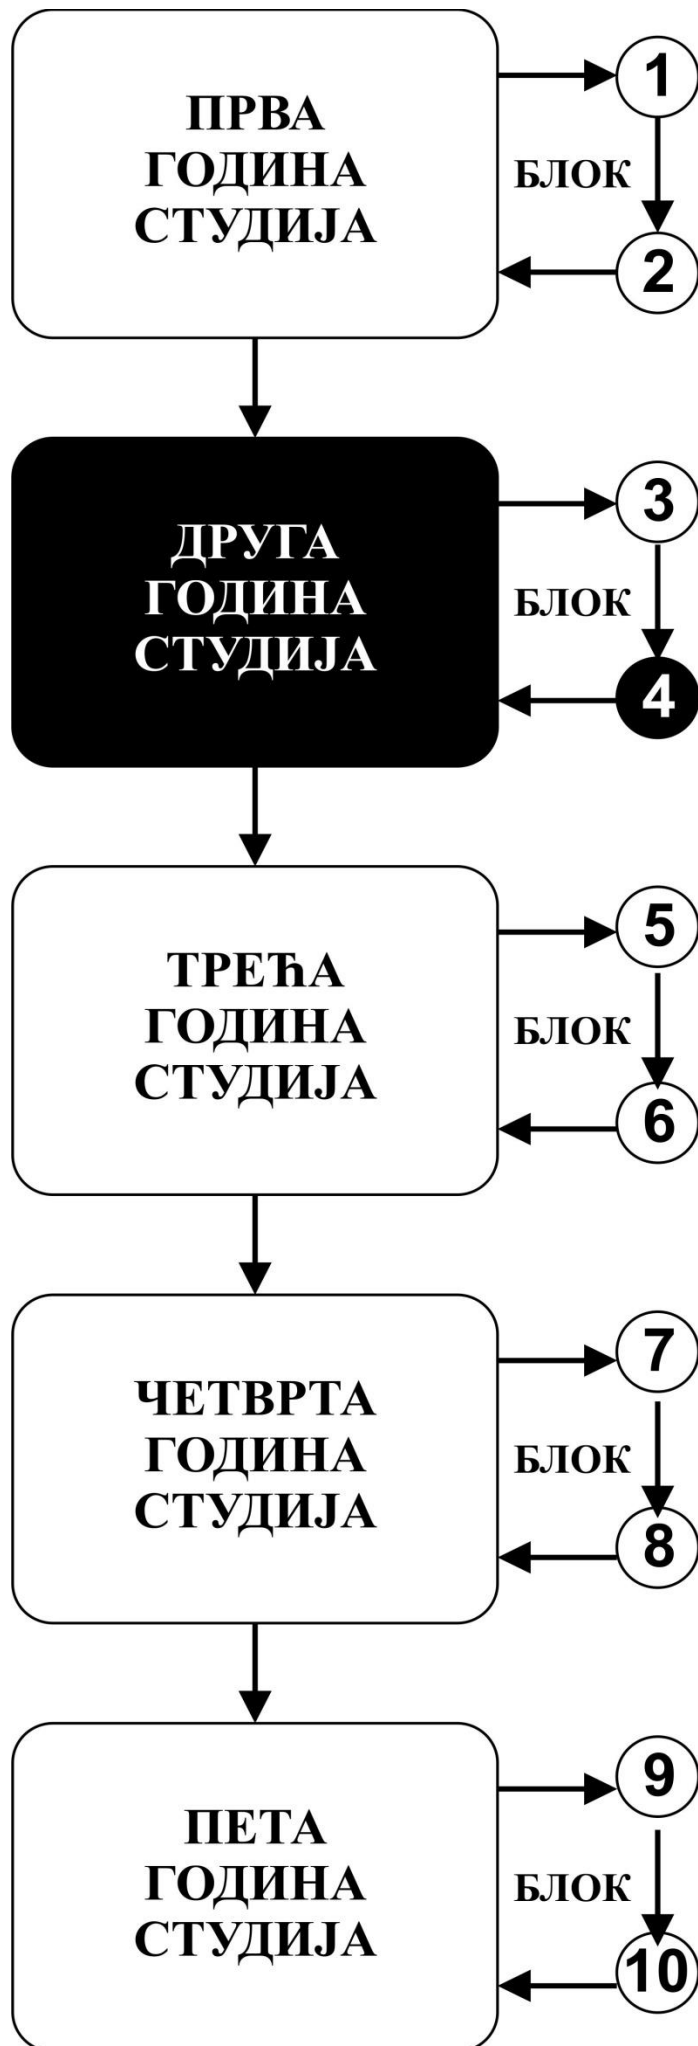 ПРВА
ГОДИНА
СТУДИЈА
1
БЛОК
2
ДРУГА
ГОДИНА
СТУДИЈА
3
БЛОК
4
ТРЕЋА
ГОДИНА
СТУДИЈА
5
БЛОК
6
ЧЕТВРТА
ГОДИНА
СТУДИЈА
7
БЛОК
8
ПЕТА
ГОДИНА
СТУДИЈА
9
БЛОК
10